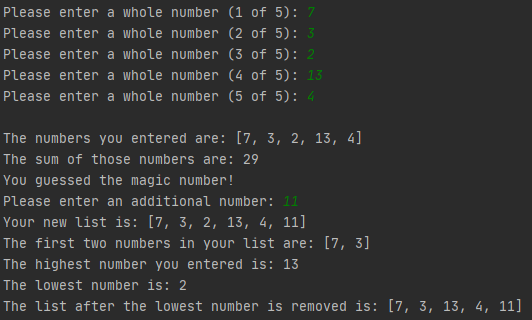 Please enter a whole number (1 of 5): 7
Please enter a whole number (2 of 5): 3
Please enter a whole number (3 of 5): 2
Please enter a whole number (4 of 5): 13
Please enter a whole number (5 of 5): 4
The numbers you entered are: [7, 3, 2, 13, 4]
The sum of those numbers are: 29
You guessed the magic number!
Please enter an additional number: 11
Your new list is: [7, 3, 2, 13, 4, 11]
The first two numbers in your list are: [7, 3]
The highest number you entered is: 13
The lowest number is: 2
The list after the lowest number is removed is: [7, 3, 13, 4, 11]